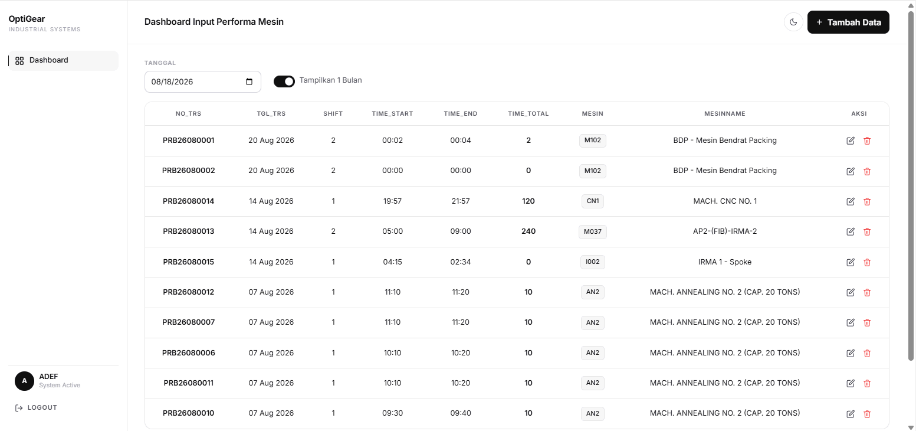 OptiGear
INDUSTRIAL SYSTEMS
Dashboard
Dashboard Input Performa Mesin
+ Tambah Data
TANGGAL
08/18/2026
Tampilkan 1 Bulan
NO_TRS TGL_TRS SHIFT TIME_START TIME_END TIME_TOTAL MESIN MESINNAME AKSI
PRB26080001 20 Aug 2026 2 00:02 00:04 2 M102 BDP - Mesin Bendrat Packing
PRB26080002 20 Aug 2026 2 00:00 00:00 0 M102 BDP - Mesin Bendrat Packing
PRB26080014 14 Aug 2026 1 19:57 21:57 120 CN1 MACH. CNC NO. 1
PRB26080013 14 Aug 2026 2 05:00 09:00 240 M037 AP2-(FIB)-IRMA-2
PRB26080015 14 Aug 2026 1 04:15 02:34 0 I002 IRMA 1 - Spoke
PRB26080012 07 Aug 2026 1 11:10 11:20 10 AN2 MACH. ANNEALING NO. 2 (CAP. 20 TONS)
PRB26080007 07 Aug 2026 1 11:10 11:20 10 AN2 MACH. ANNEALING NO. 2 (CAP. 20 TONS)
PRB26080006 07 Aug 2026 1 10:10 10:20 10 AN2 MACH. ANNEALING NO. 2 (CAP. 20 TONS)
PRB26080011 07 Aug 2026 1 10:10 10:20 10 AN2 MACH. ANNEALING NO. 2 (CAP. 20 TONS)
PRB26080010 07 Aug 2026 1 09:30 09:40 10 AN2 MACH. ANNEALING NO. 2 (CAP. 20 TONS)
A
ADEF
System Active
LOGOUT